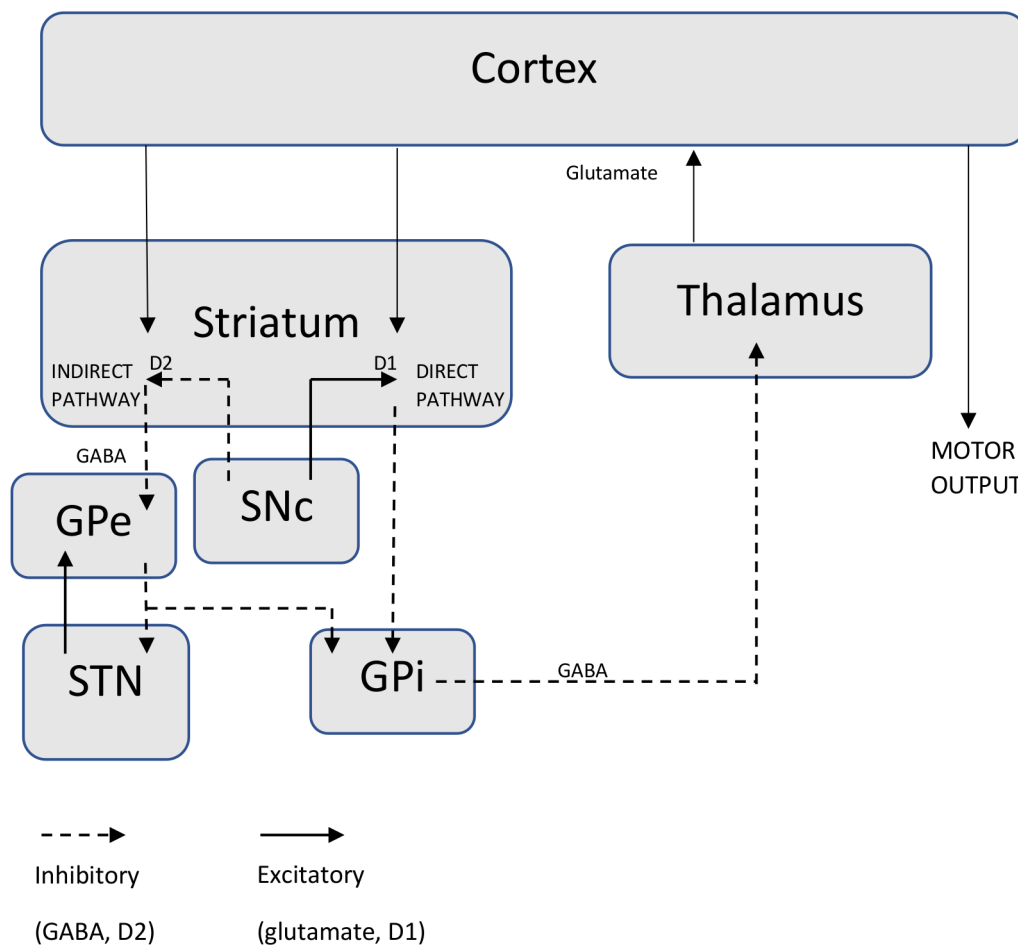 Cortex
Glutamate
Striatum
Thalamus
D2
D1
INDIRECT
PATHWAY
DIRECT
PATHWAY
GABA
MOTOR
OUTPUT
GPe
SNc
STN
GPi
GABA
Inhibitory
(GABA, D2)
Excitatory
(glutamate, D1)